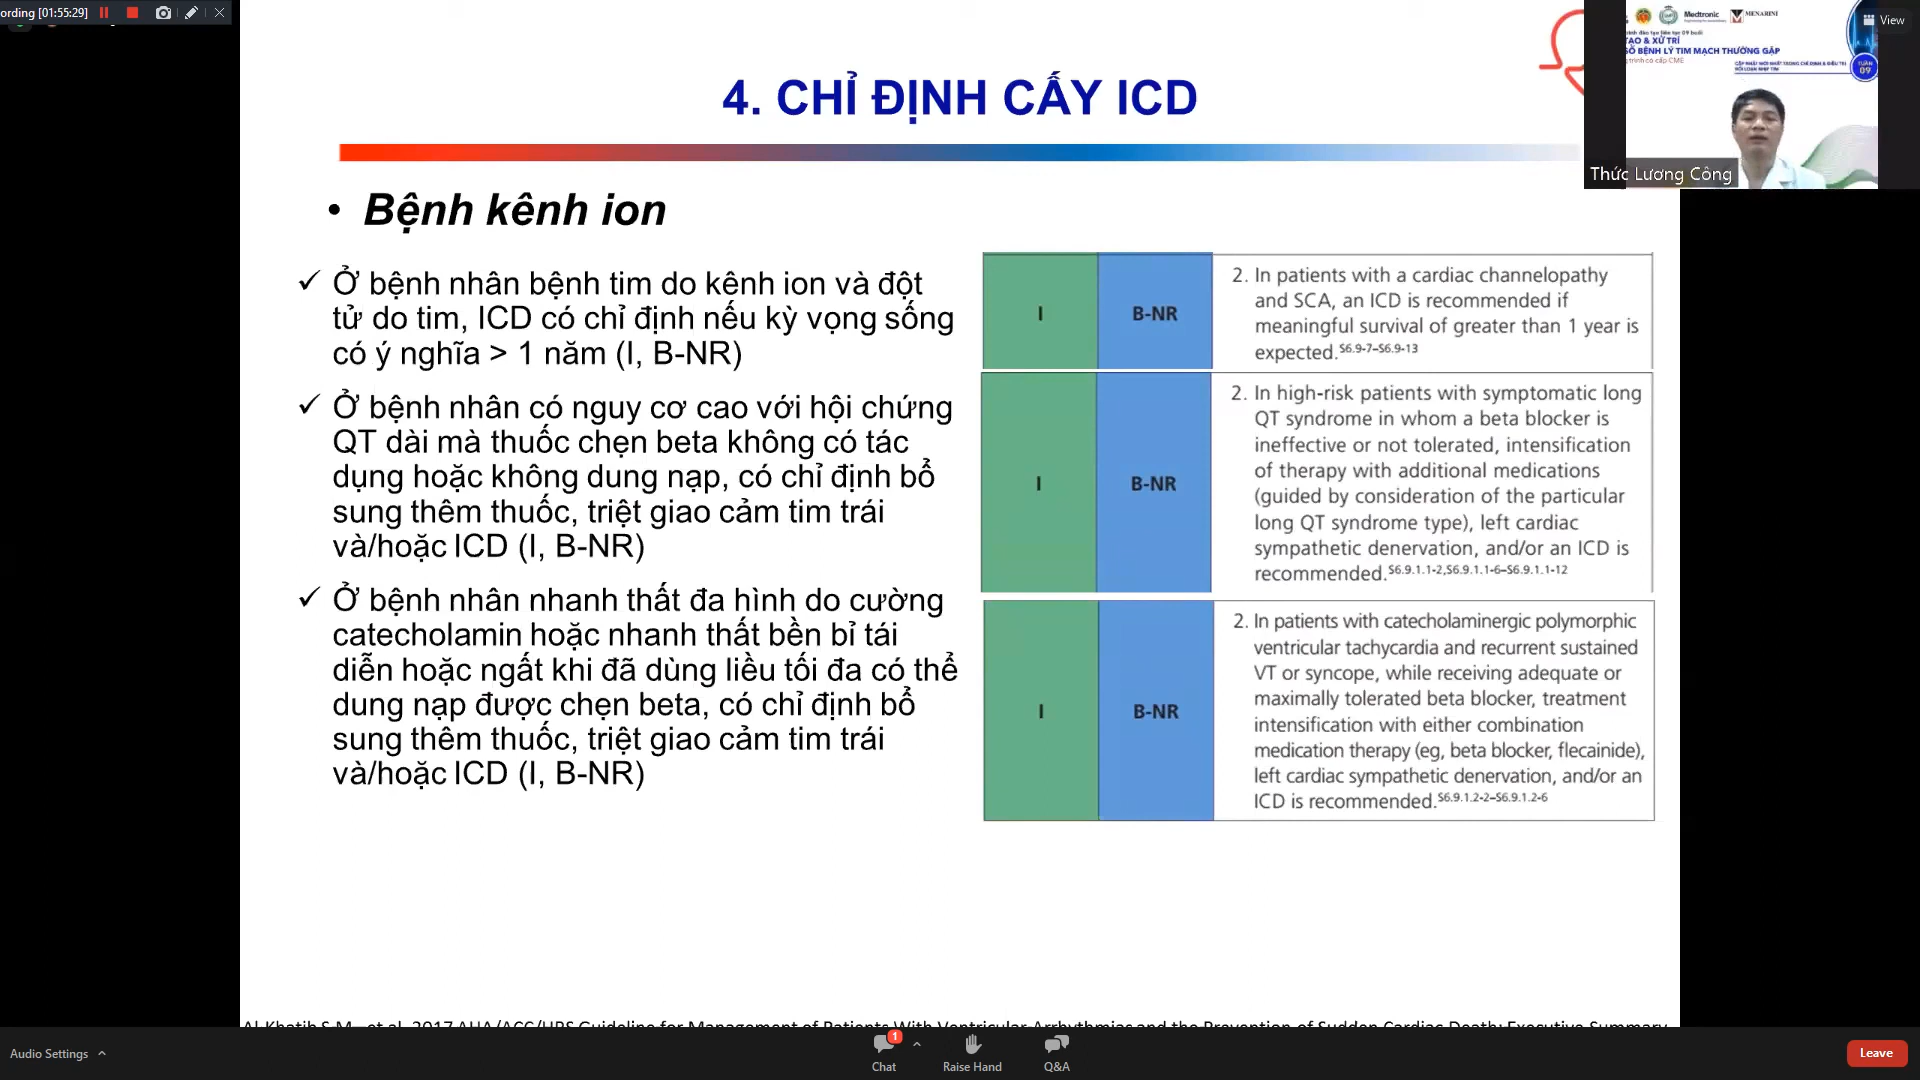 ording [01:55:29]
Medtronic
MENARINI
View
TẠO & XỬ TRÍ
SỐ BỆNH LÝ TIM MẠCH THƯỜNG GẶP
TUẦN
09
Thức Lương Công
4. CHỈ ĐỊNH CẤY ICD
• Bệnh kênh ion
✓ Ở bệnh nhân bệnh tim do kênh ion và đột
tử do tim, ICD có chỉ định nếu kỳ vọng sống
có ý nghĩa > 1 năm (I, B-NR)
✓ Ở bệnh nhân có nguy cơ cao với hội chứng
QT dài mà thuốc chẹn beta không có tác
dụng hoặc không dung nạp, có chỉ định bổ
sung thêm thuốc, triệt giao cảm tim trái
và/hoặc ICD (I, B-NR)
✓ Ở bệnh nhân nhanh thất đa hình do cường
catecholamin hoặc nhanh thất bền bỉ tái
diễn hoặc ngất khi đã dùng liều tối đa có thể
dung nạp được chẹn beta, có chỉ định bổ
sung thêm thuốc, triệt giao cảm tim trái
và/hoặc ICD (I, B-NR)
I
B-NR
2. In patients with a cardiac channelopathy
and SCA, an ICD is recommended if
meaningful survival of greater than 1 year is
expected.S6.9-7–S6.9-13
I
B-NR
2. In high-risk patients with symptomatic long
QT syndrome in whom a beta blocker is
ineffective or not tolerated, intensification
of therapy with additional medications
(guided by consideration of the particular
long QT syndrome type), left cardiac
sympathetic denervation, and/or an ICD is
recommended.S6.9.1.1-2,S6.9.1.1-6–S6.9.1.1-12
I
B-NR
2. In patients with catecholaminergic polymorphic
ventricular tachycardia and recurrent sustained
VT or syncope, while receiving adequate or
maximally tolerated beta blocker, treatment
intensification with either combination
medication therapy (eg, beta blocker, flecainide),
left cardiac sympathetic denervation, and/or an
ICD is recommended.S6.9.1.2-2–S6.9.1.2-6
Al-Khatib S.M., et al. 2017 AHA/ACC/HRS Guideline for Management of Patients With Ventricular Arrhythmias and the Prevention of Sudden Cardiac Death: Executive Summary
Audio Settings
1
Chat
Raise Hand
Q&A
Leave